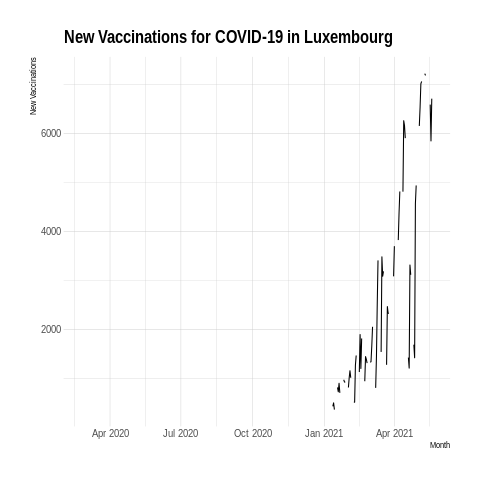 New Vaccinations for COVID-19 in Luxembourg
New Vaccinations
6000
4000
2000
Apr 2020 Jul 2020 Oct 2020 Jan 2021 Apr 2021
Month